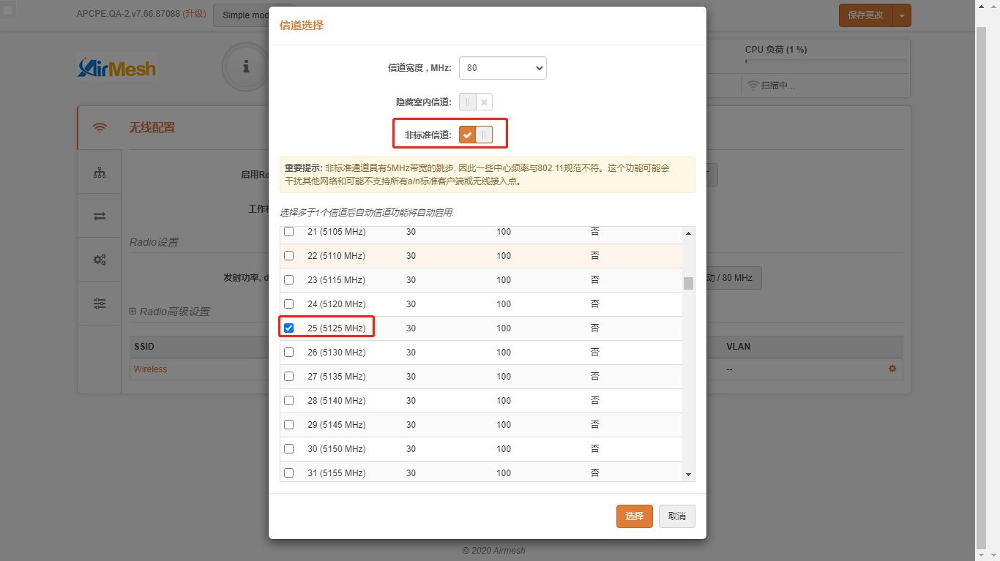 APCPE.QA-2.v7.66.87088 (升级)
Simple mod
保存更改
信道选择
AirMesh
CPU 负荷 (1 %)
扫描中...
信道宽度 , MHz:
80
隐藏室内信道:
非标准信道:
无线配置
启用Ra
工作
Radio设置
发射功率, d
动 / 80 MHz
Radio高级设置
SSID
VLAN
Wireless
--
重要提示: 非标准通道具有5MHz带宽的跳步, 因此一些中心频率与802.11规范不符。这个功能可能会
干扰其他网络和可能不支持所有a/n标准客户端或无线接入点。
选择多于1个信道后自动信道功能将自动启用.
21 (5105 MHz) 30 100 否
22 (5110 MHz) 30 100 否
23 (5115 MHz) 30 100 否
24 (5120 MHz) 30 100 否
25 (5125 MHz) 30 100 否
26 (5130 MHz) 30 100 否
27 (5135 MHz) 30 100 否
28 (5140 MHz) 30 100 否
29 (5145 MHz) 30 100 否
30 (5150 MHz) 30 100 否
31 (5155 MHz) 30 100 否
选择
取消
© 2020 Airmesh